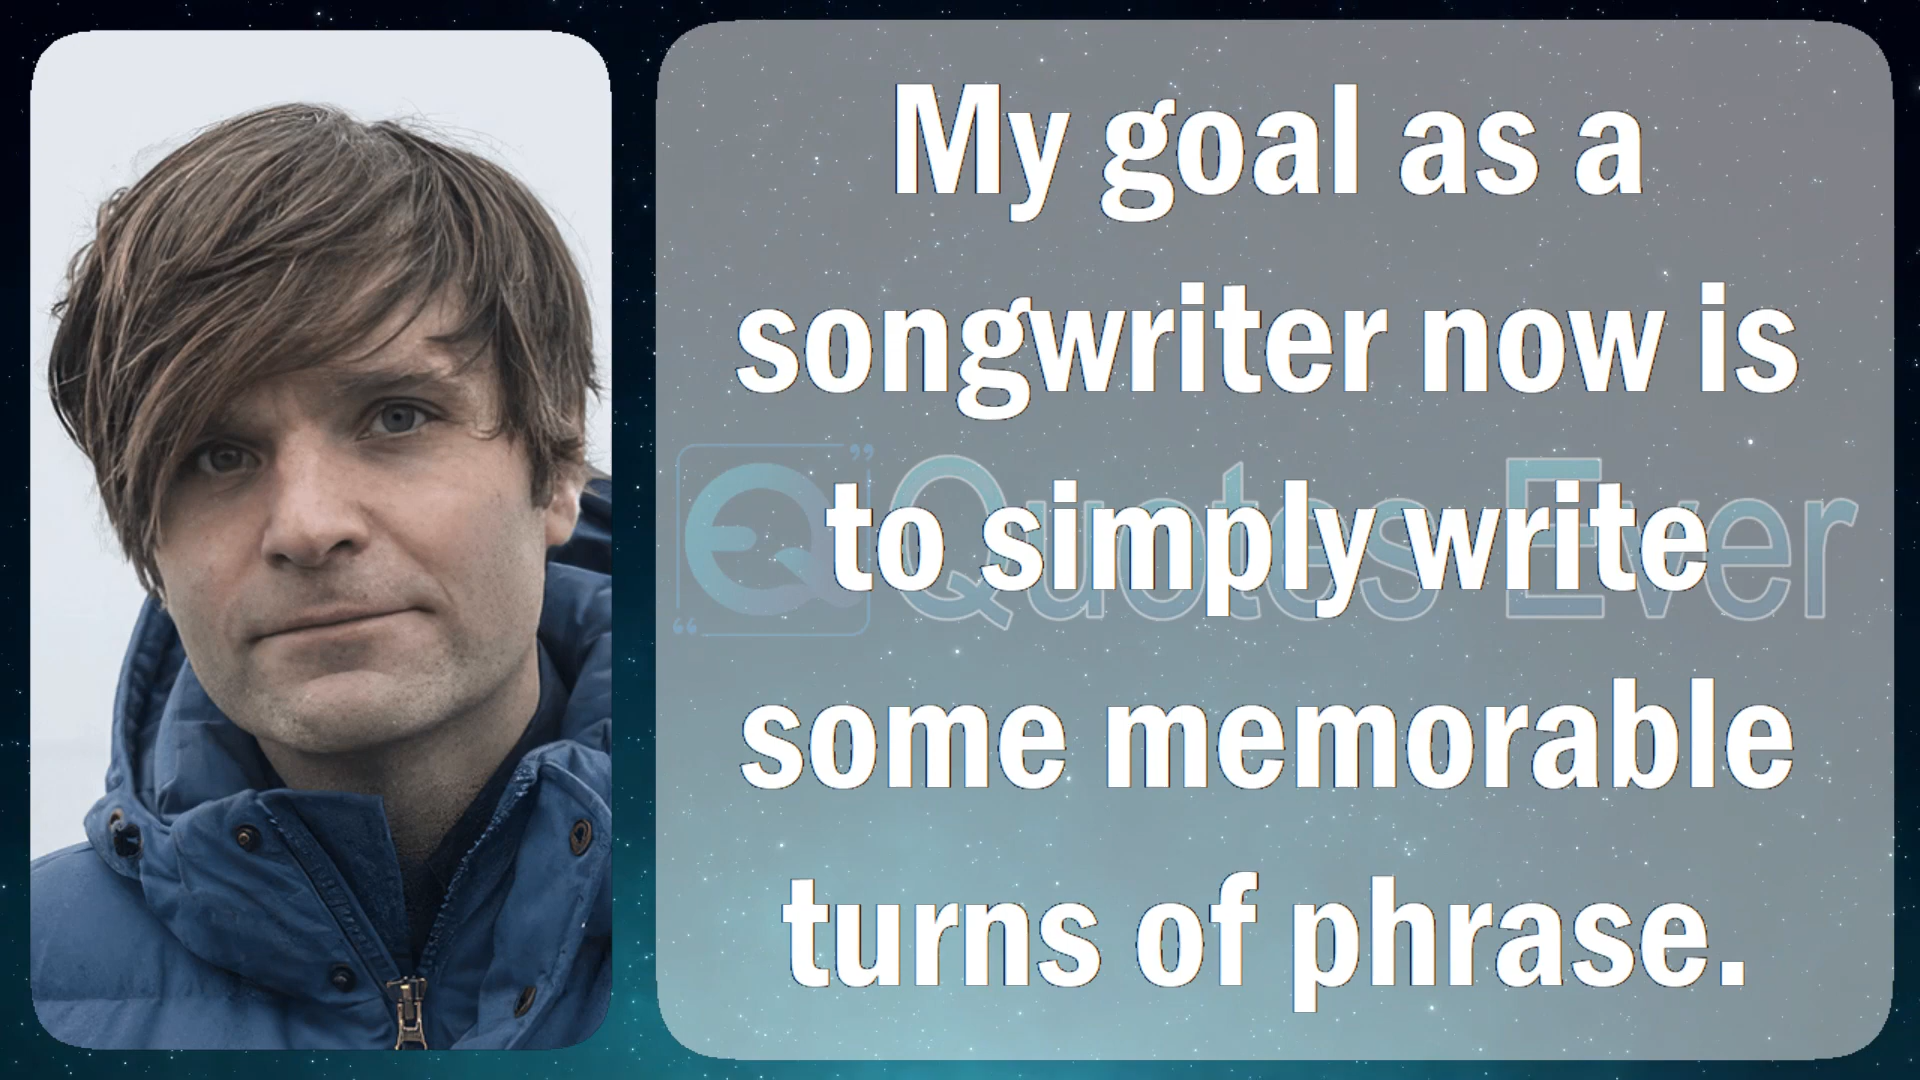 My goal as a
songwriter now is
to simply write
some memorable
turns of phrase.
Quotes Ever